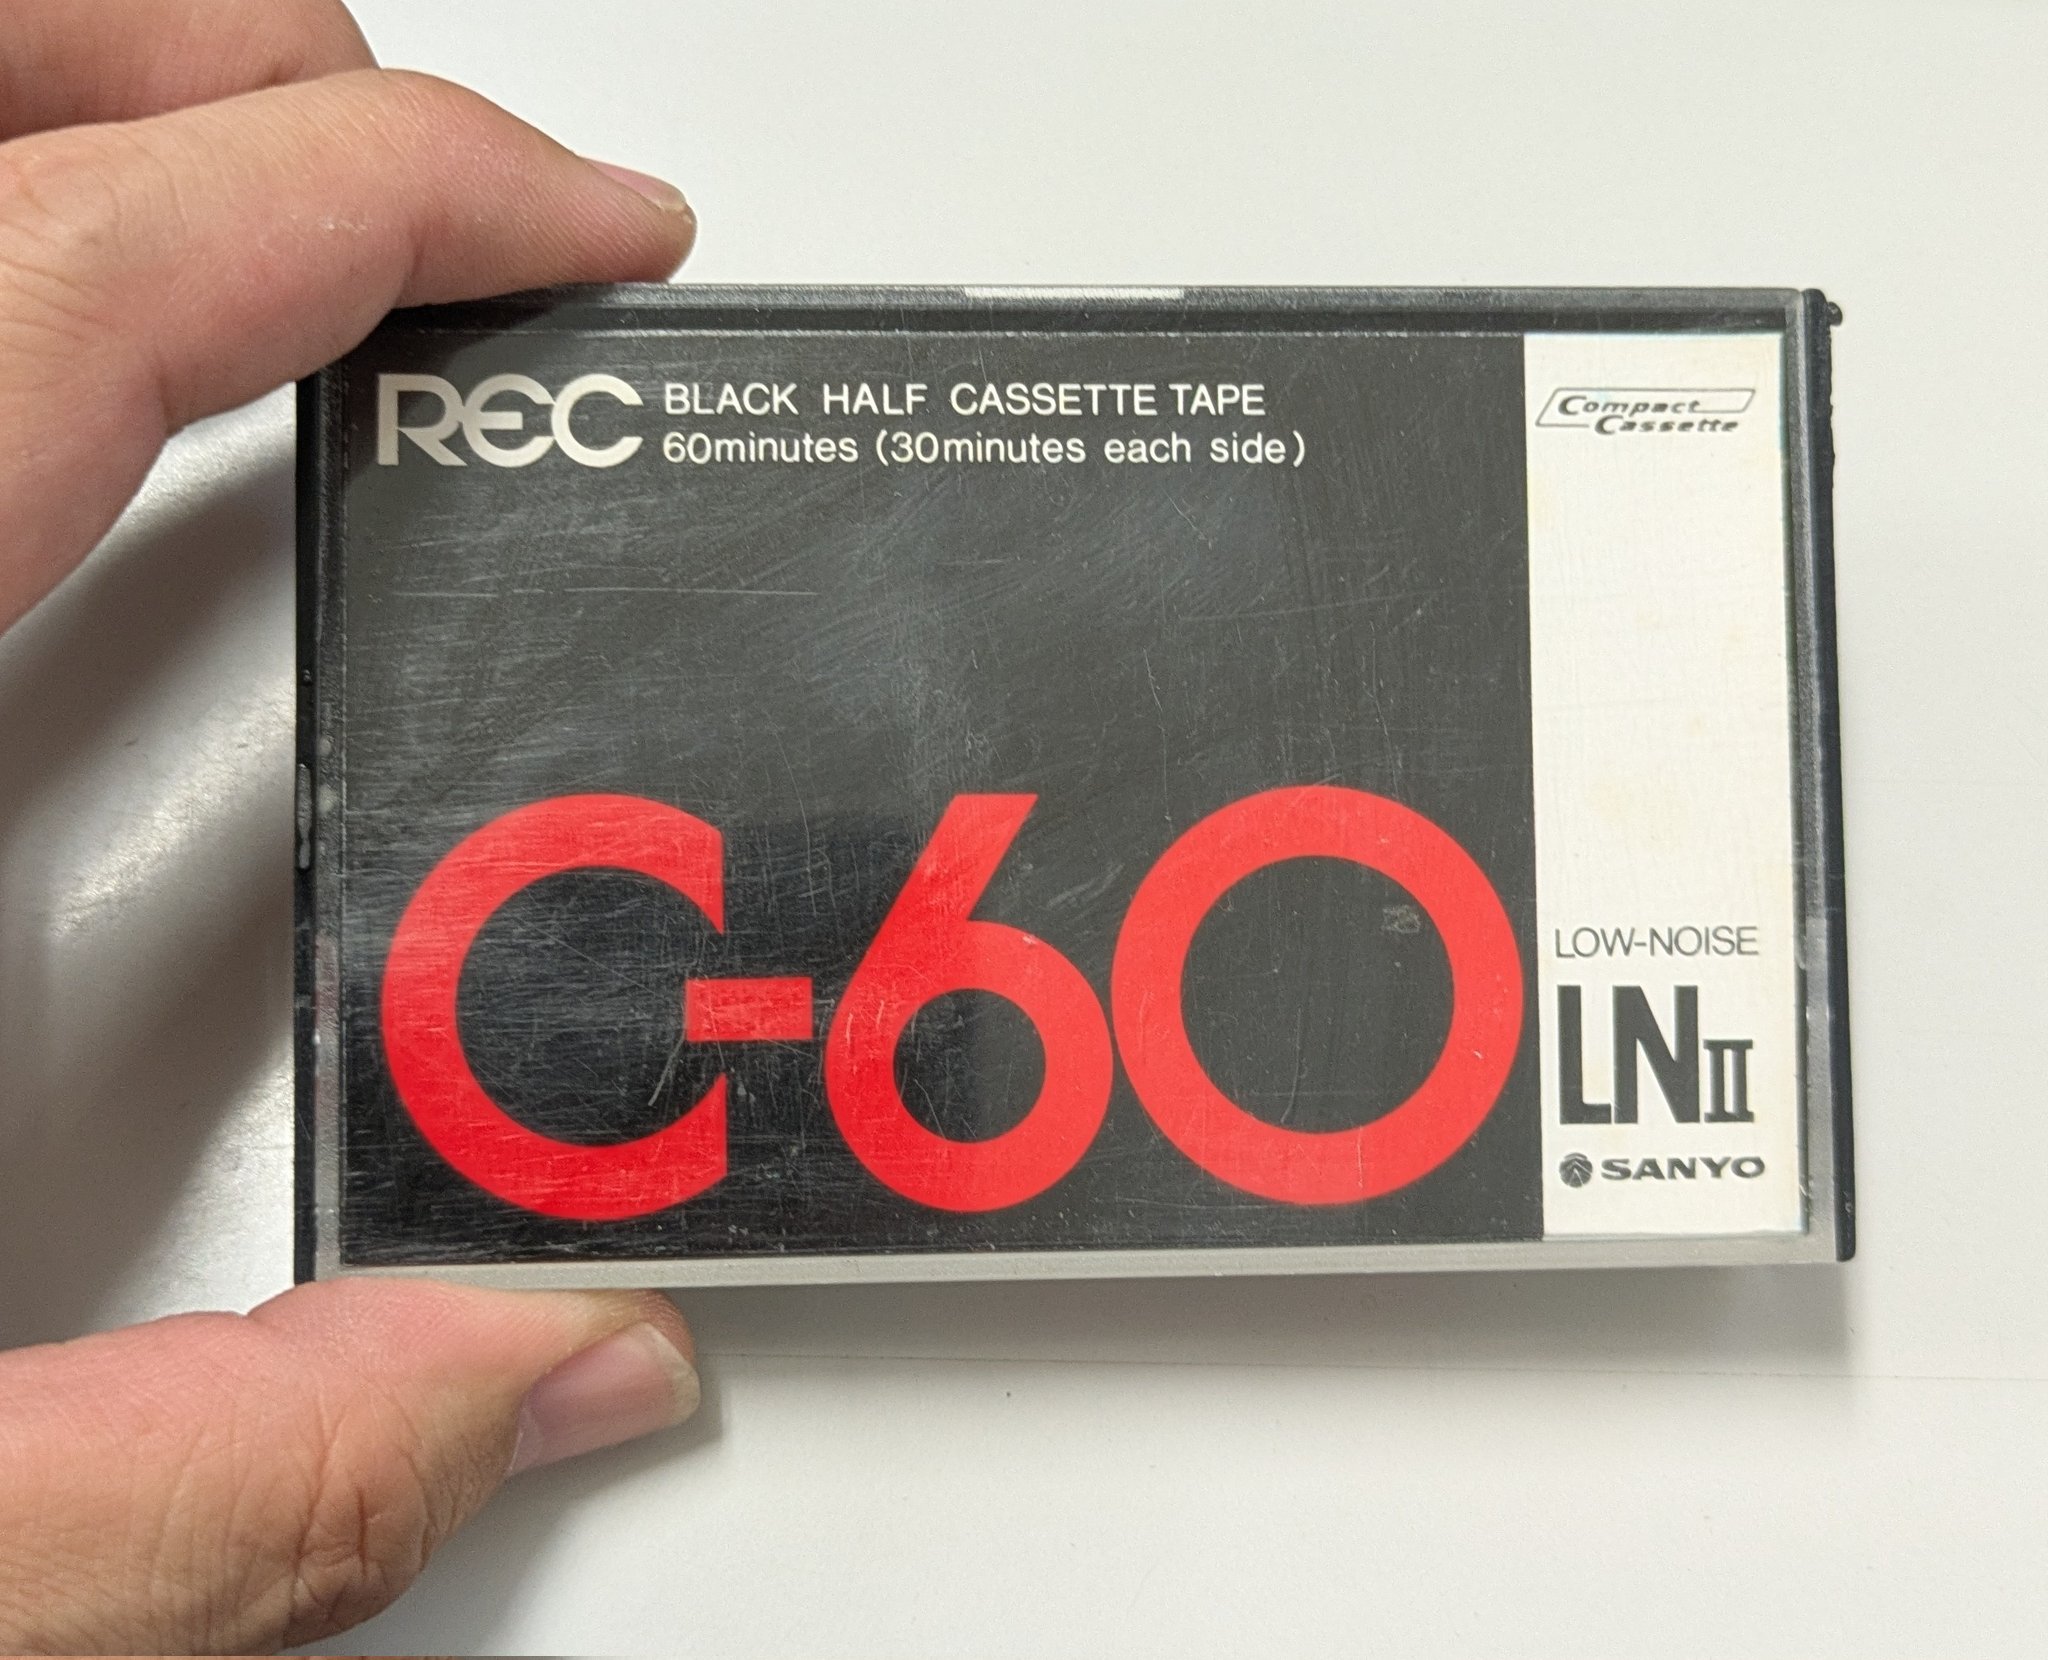 REC BLACK HALF CASSETTE TAPE
60minutes (30minutes each side)
C-60
Compact
Cassette
LOW-NOISE
LNII
SANYO